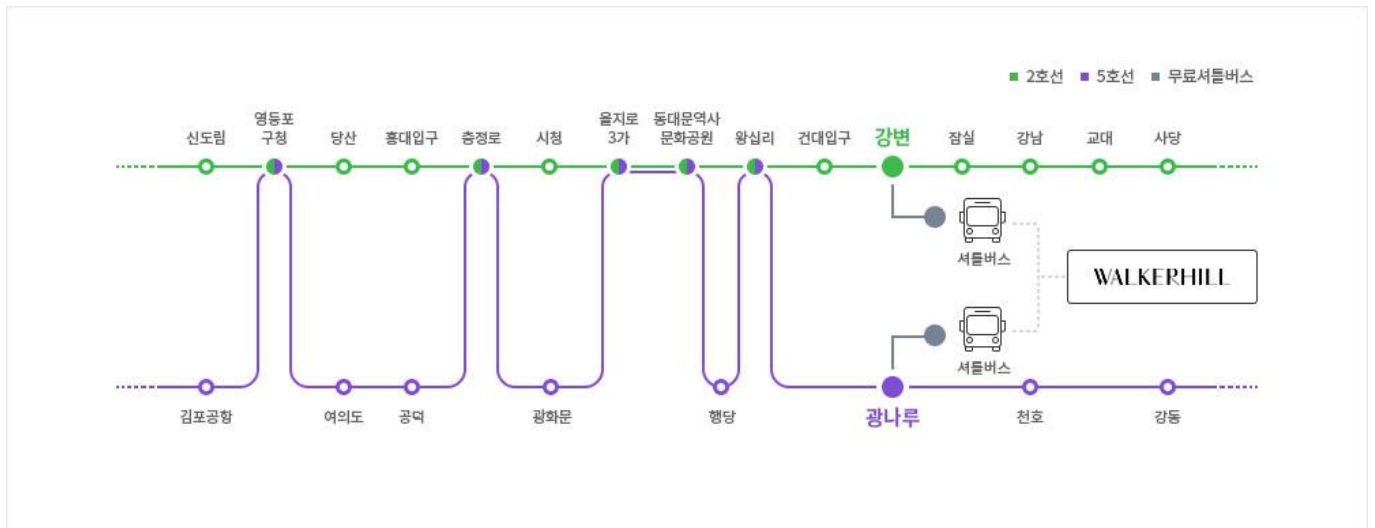 2호선 5호선 무료셔틀버스
신도림
영등포
구청
당산
홍대입구
충정로
시청
을지로
3가
동대문역사
문화공원
왕십리
건대입구
강변
잠실
강남
교대
사당
셔틀버스
WALKERHILL
셔틀버스
김포공항
여의도
공덕
광화문
행당
광나루
천호
강동